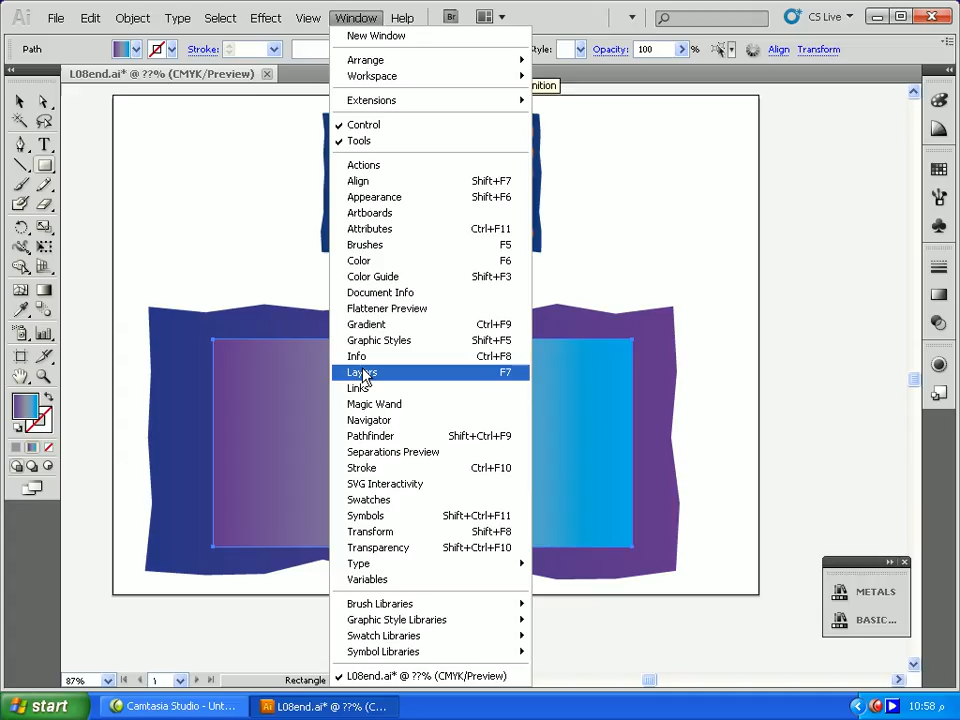 Ai File Edit Object Type Select Effect View Window Help Br CS Live
Path Stroke: Style: Opacity: 100 % Align Transform
L08end.ai* @ ??% (CMYK/Preview)
nition
New Window
Arrange
Workspace
Extensions
Control
Tools
Actions
Align Shift+F7
Appearance Shift+F6
Artboards
Attributes Ctrl+F11
Brushes F5
Color F6
Color Guide Shift+F3
Document Info
Flattener Preview
Gradient Ctrl+F9
Graphic Styles Shift+F5
Info Ctrl+F8
Layers F7
Links
Magic Wand
Navigator
Pathfinder Shift+Ctrl+F9
Separations Preview
Stroke Ctrl+F10
SVG Interactivity
Swatches
Symbols Shift+Ctrl+F11
Transform Shift+F8
Transparency Shift+Ctrl+F10
Type
Variables
Brush Libraries
Graphic Style Libraries
Swatch Libraries
Symbol Libraries
L08end.ai* @ ??% (CMYK/Preview)
METALS
BASIC...
87% 1 Rectangle
start Camtasia Studio - Unt... L08end.ai* @ ??% (C... 10:58 م